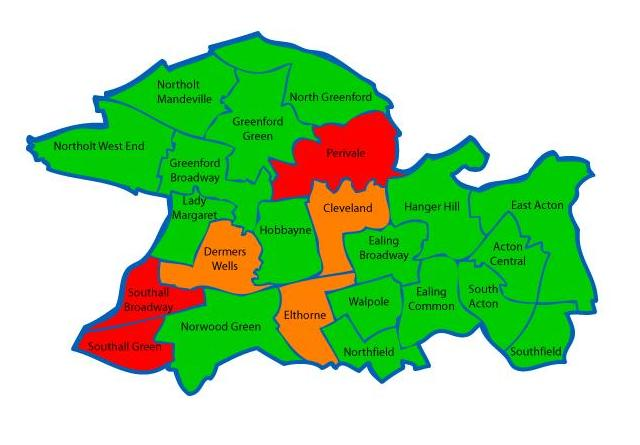 Northolt
Mandeville
North Greenford
Greenford
Green
Northolt West End
Perivale
Greenford
Broadway
Lady
Margaret
Cleveland
Hanger Hill
East Acton
Hobbayne
Ealing
Broadway
Acton
Central
Dermers
Wells
Southall
Broadway
Elthorne
Walpole
Ealing
Common
South
Acton
Norwood Green
Southall Green
Northfield
Southfield